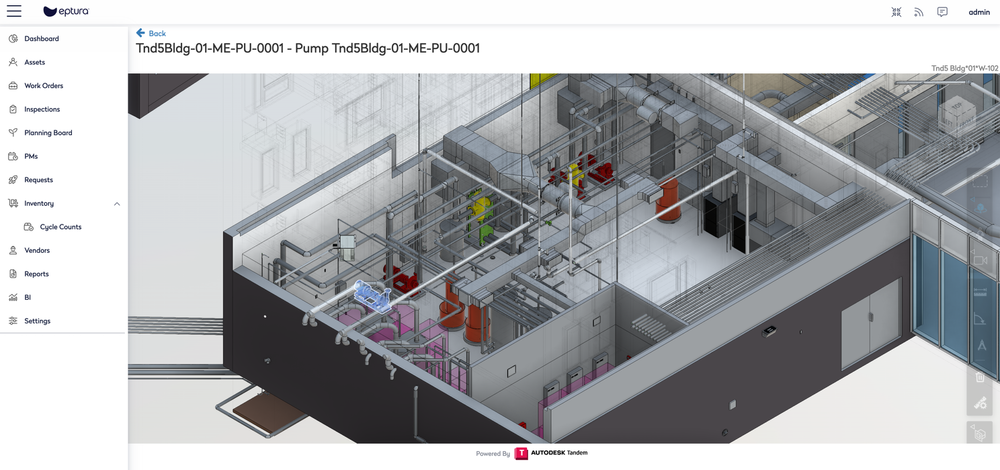 eptura
admin
Dashboard
Assets
Work Orders
Inspections
Planning Board
PMs
Requests
Inventory
Cycle Counts
Vendors
Reports
BI
Settings
Back
Tnd5Bldg-01-ME-PU-0001 - Pump Tnd5Bldg-01-ME-PU-0001
Tnd5 Bldg*01*W-102
Powered By T AUTODESK Tandem